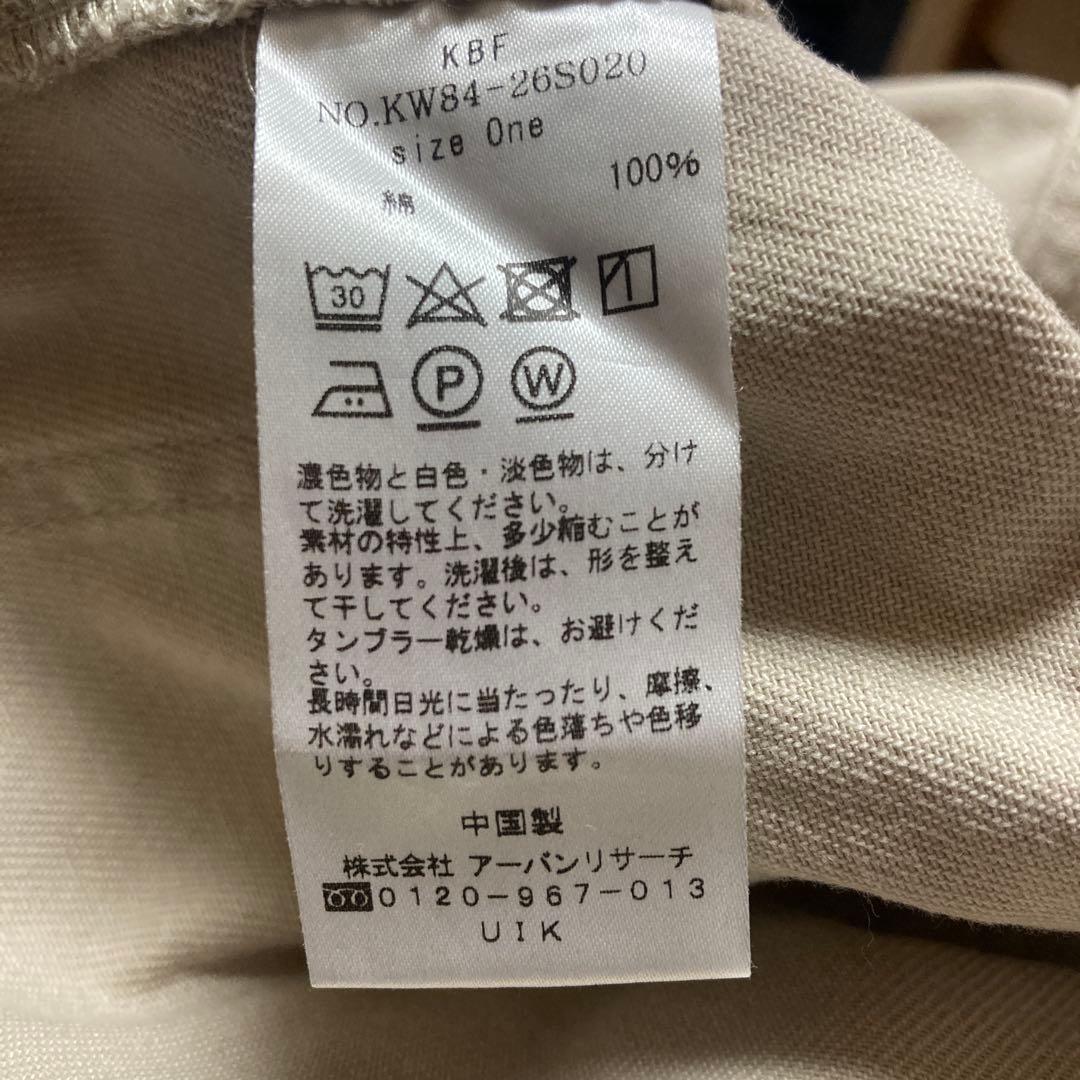 KBF
NO.KW84-26S020
size One
綿 100%
30
P W
濃色物と白色・淡色物は、分け
て洗濯してください。
素材の特性上、多少縮むことが
あります。洗濯後は、形を整え
て干してください。
タンブラー乾燥は、お避けくだ
さい。
長時間日光に当たったり、摩擦、
水濡れなどによる色落ちや色移
りすることがあります。
中国製
株式会社 アーバンリサーチ
0120-967-013
UIK